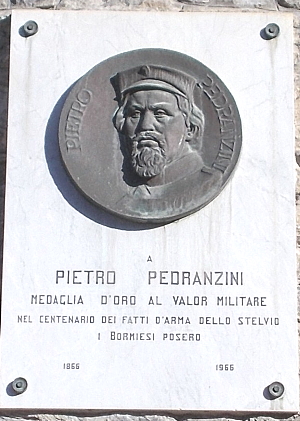 PIETRO PEDRANZINI
A
PIETRO PEDRANZINI
MEDAGLIA D'ORO AL VALOR MILITARE
NEL CENTENARIO DEI FATTI D'ARMA DELLO STELVIO
I BORMIESI POSERO
1866 1966